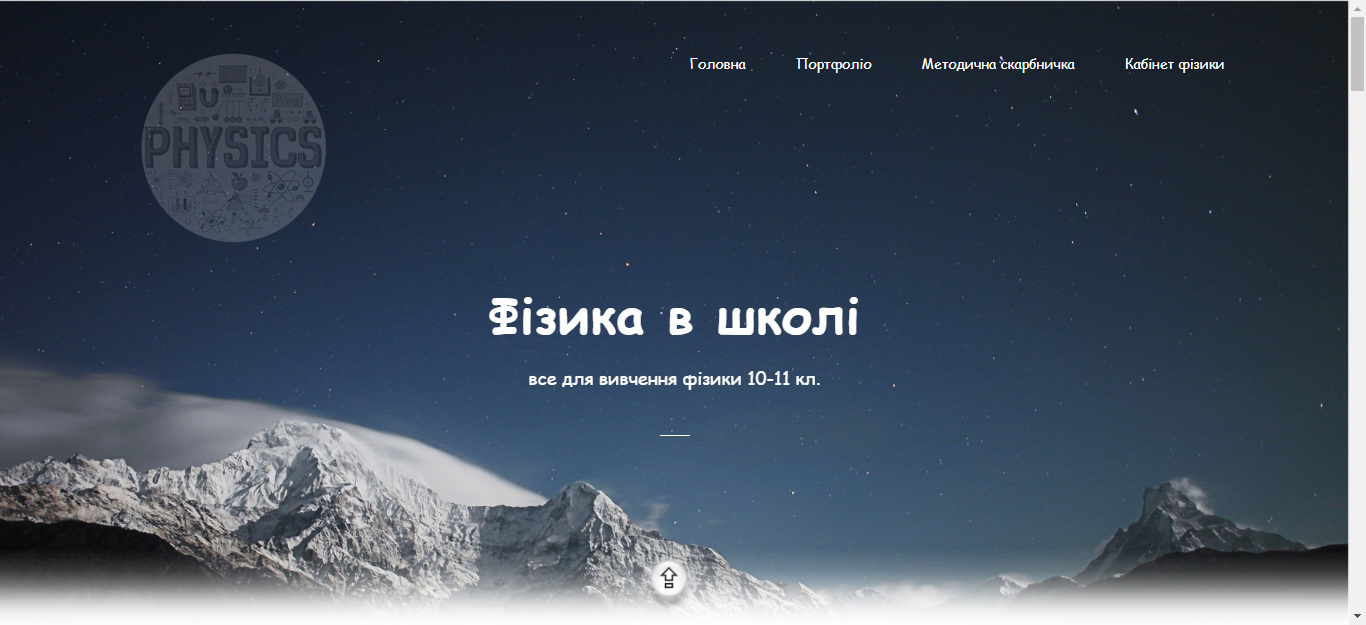 Головна Портфоліо Методична скарбничка Кабінет фізики
PHYSICS
Фізика в школі
все для вивчення фізики 10-11 кл.